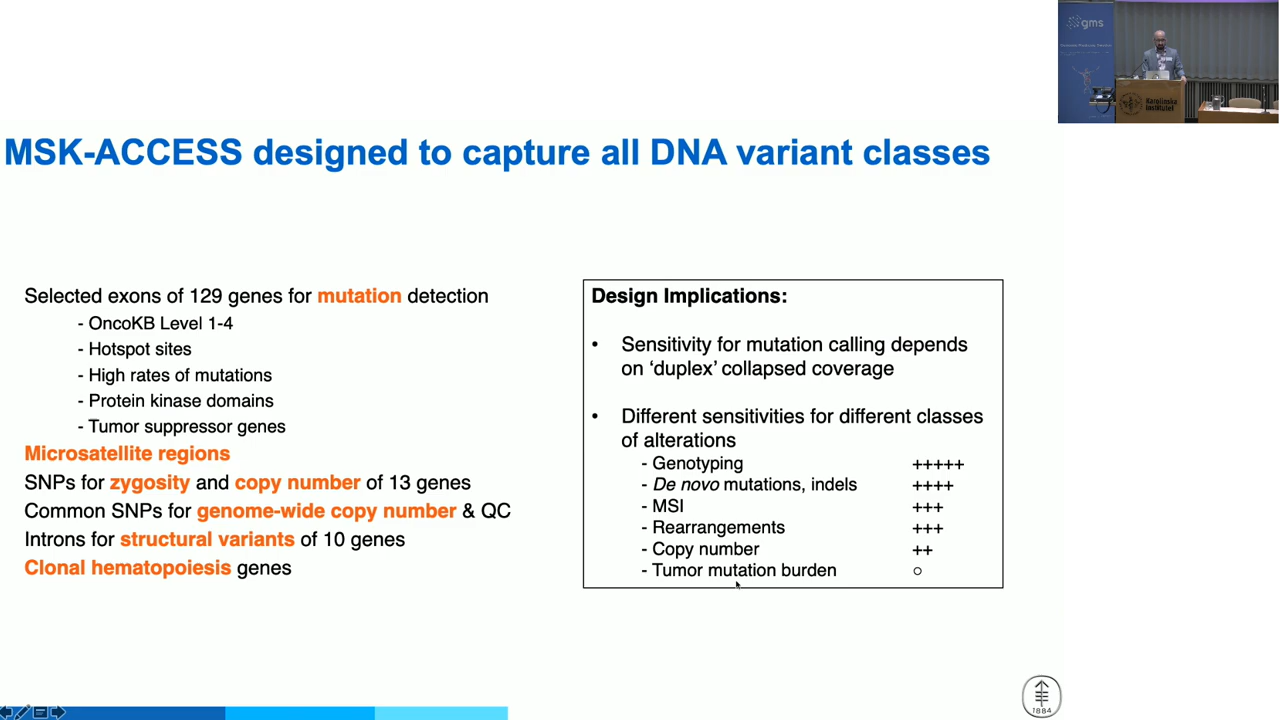 gms
Karolinska
Institutet
MSK-ACCESS designed to capture all DNA variant classes
Selected exons of 129 genes for mutation detection
- OncoKB Level 1-4
- Hotspot sites
- High rates of mutations
- Protein kinase domains
- Tumor suppressor genes
Microsatellite regions
SNPs for zygosity and copy number of 13 genes
Common SNPs for genome-wide copy number & QC
Introns for structural variants of 10 genes
Clonal hematopoiesis genes
Design Implications:
• Sensitivity for mutation calling depends
on ‘duplex’ collapsed coverage
• Different sensitivities for different classes
of alterations
- Genotyping +++++
- De novo mutations, indels ++++
- MSI +++
- Rearrangements +++
- Copy number ++
- Tumor mutation burden ○
1884